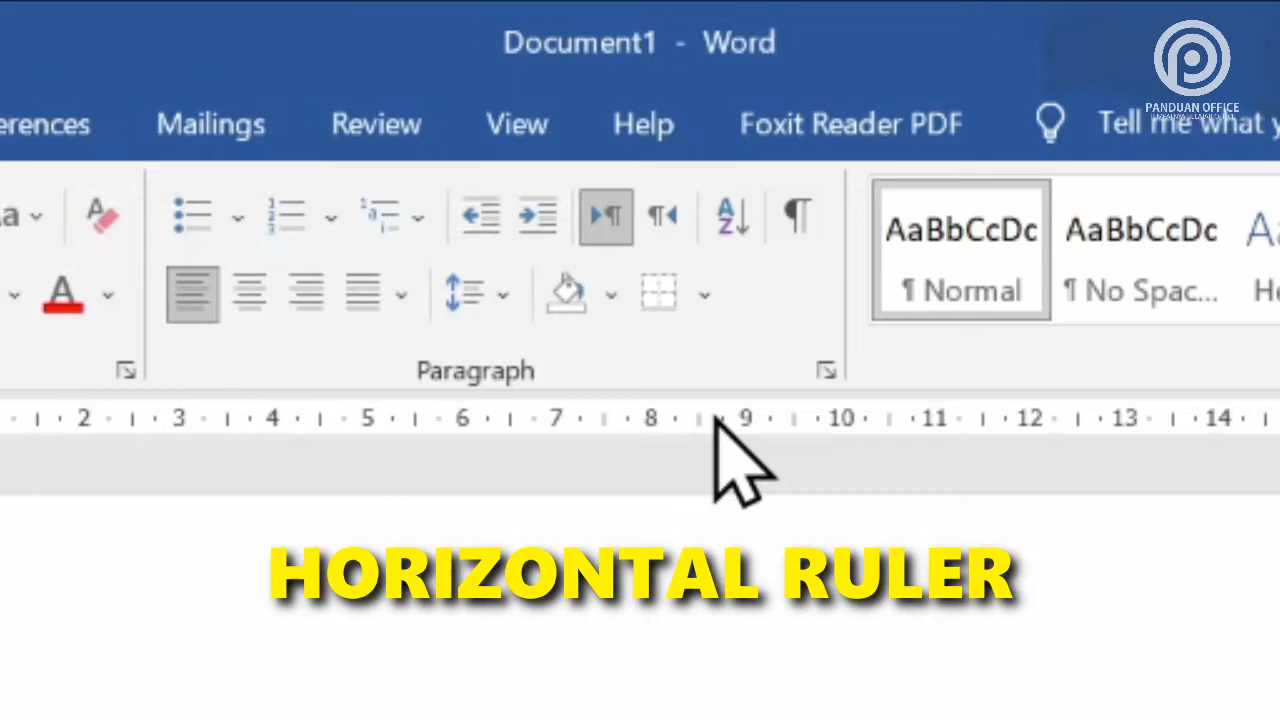 Document1 - Word
PANDUAN OFFICE
erences Mailings Review View Help Foxit Reader PDF Tell me what y
AaBbCcDc AaBbCcDc
¶ Normal ¶ No Spac... He
Paragraph
2 3 4 5 6 7 8 9 10 11 12 13 14
HORIZONTAL RULER